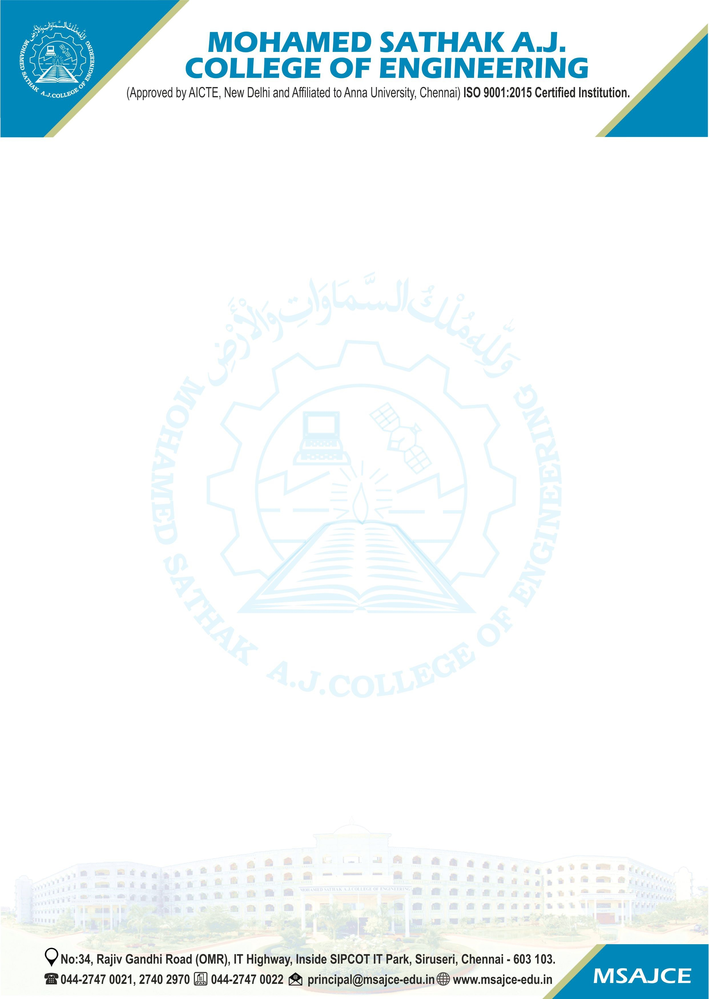 وَلِلَّهِ مُلْكُ السَّمَاوَاتِ وَالْأَرْضِ
MOHAMED SATHAK A.J.COLLEGE OF ENGINEERING
MOHAMED SATHAK A.J.
COLLEGE OF ENGINEERING
(Approved by AICTE, New Delhi and Affiliated to Anna University, Chennai) ISO 9001:2015 Certified Institution.
وَلِلَّهِ مُلْكُ السَّمَاوَاتِ وَالْأَرْضِ
MOHAMED SATHAK A.J.COLLEGE OF ENGINEERING
MOHAMED SATHAK A.J.COLLEGE OF ENGINEERING
No:34, Rajiv Gandhi Road (OMR), IT Highway, Inside SIPCOT IT Park, Siruseri, Chennai - 603 103.
044-2747 0021, 2740 2970 FAX 044-2747 0022 @ principal@msajce-edu.in www.msajce-edu.in
MSAJCE